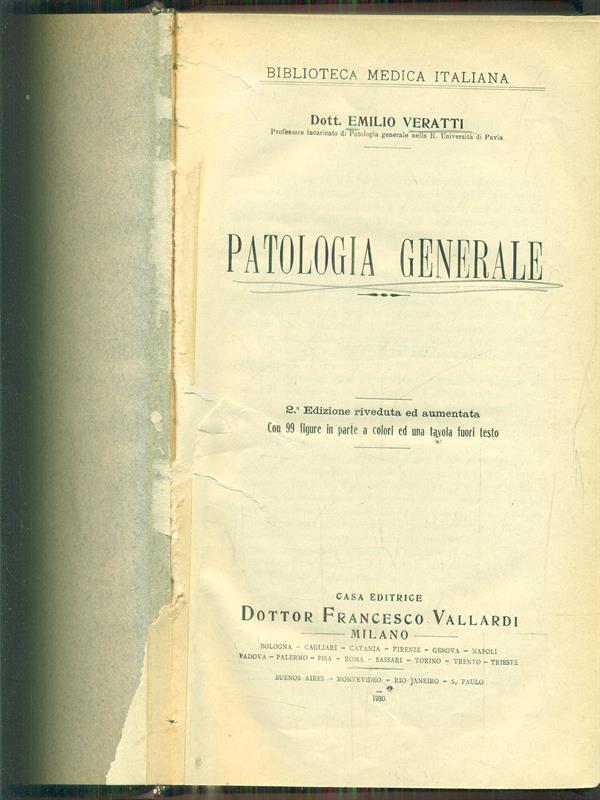 BIBLIOTECA MEDICA ITALIANA
Dott. EMILIO VERATTI
Professore incaricato di Patologia generale nella R. Università di Pavia
PATOLOGIA GENERALE
2.ª Edizione riveduta ed aumentata
Con 99 figure in parte a colori ed una tavola fuori testo
CASA EDITRICE
DOTTOR FRANCESCO VALLARDI
MILANO
BOLOGNA - CAGLIARI - CATANIA - FIRENZE - GENOVA - NAPOLI
PADOVA - PALERMO - PISA - ROMA - SASSARI - TORINO - TRENTO - TRIESTE
BUENOS AIRES - MONTEVIDEO - RIO JANEIRO - S. PAULO
1930